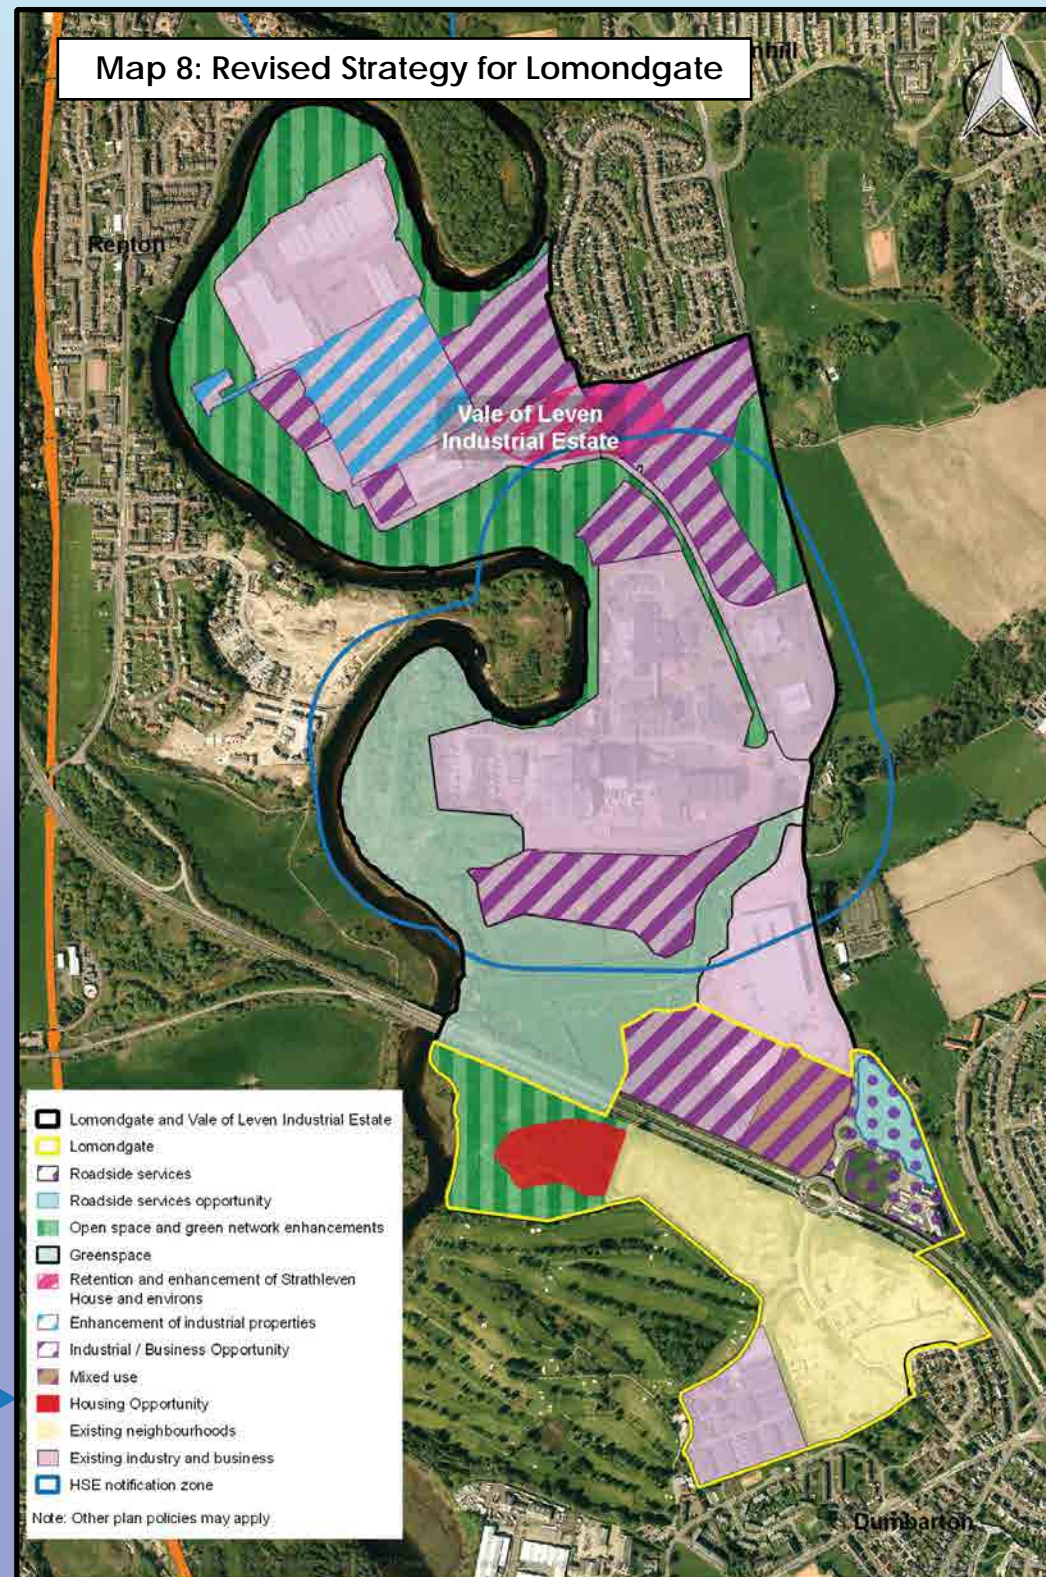 Map 8: Revised Strategy for Lomondgate
nhill
Renton
Vale of Leven
Industrial Estate
Lomondgate and Vale of Leven Industrial Estate
Lomondgate
Roadside services
Roadside services opportunity
Open space and green network enhancements
Greenspace
Retention and enhancement of Strathleven
House and environs
Enhancement of industrial properties
Industrial / Business Opportunity
Mixed use
Housing Opportunity
Existing neighbourhoods
Existing industry and business
HSE notification zone
Note: Other plan policies may apply
Dumbarton